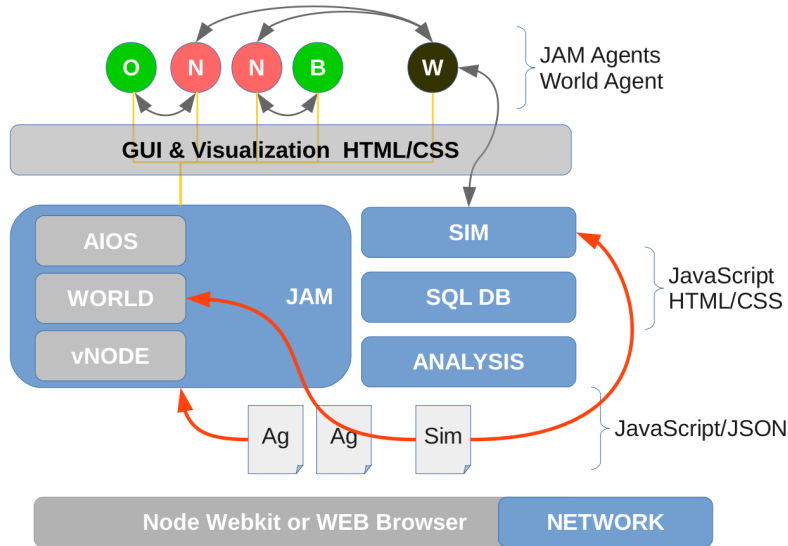 JAM Agents
World Agent
O N N B W
GUI & Visualization HTML/CSS
AIOS
WORLD
vNODE
JAM
SIM
SQL DB
ANALYSIS
JavaScript
HTML/CSS
Ag
Ag
Sim
JavaScript/JSON
Node Webkit or WEB Browser
NETWORK